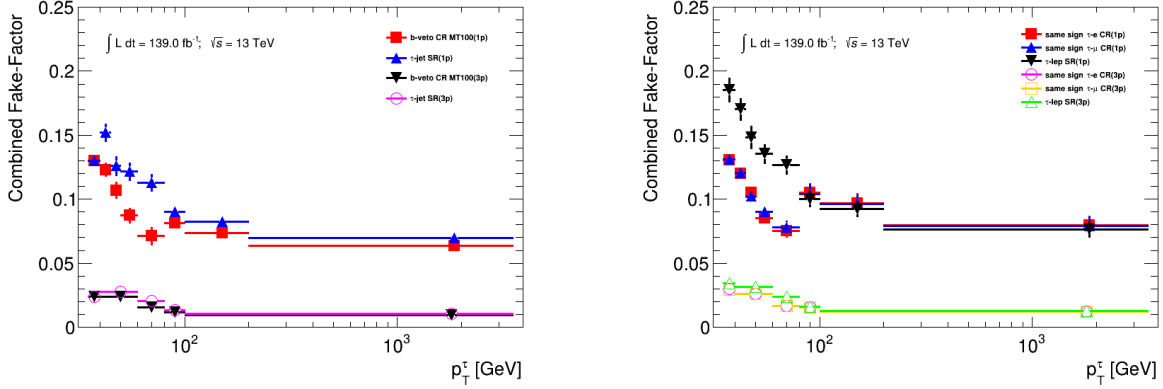 Combined Fake-Factor
0.25
0.2
0.15
0.1
0.05
0
∫ L dt = 139.0 fb⁻¹; √s = 13 TeV
b-veto CR MT100(1p)
τ-jet SR(1p)
b-veto CR MT100(3p)
τ-jet SR(3p)
10²
10³
p_T^τ [GeV]
Combined Fake-Factor
0.25
0.2
0.15
0.1
0.05
0
∫ L dt = 139.0 fb⁻¹; √s = 13 TeV
same sign τ-e CR(1p)
same sign τ-μ CR(1p)
τ-lep SR(1p)
same sign τ-e CR(3p)
same sign τ-μ CR(3p)
τ-lep SR(3p)
10²
10³
p_T^τ [GeV]